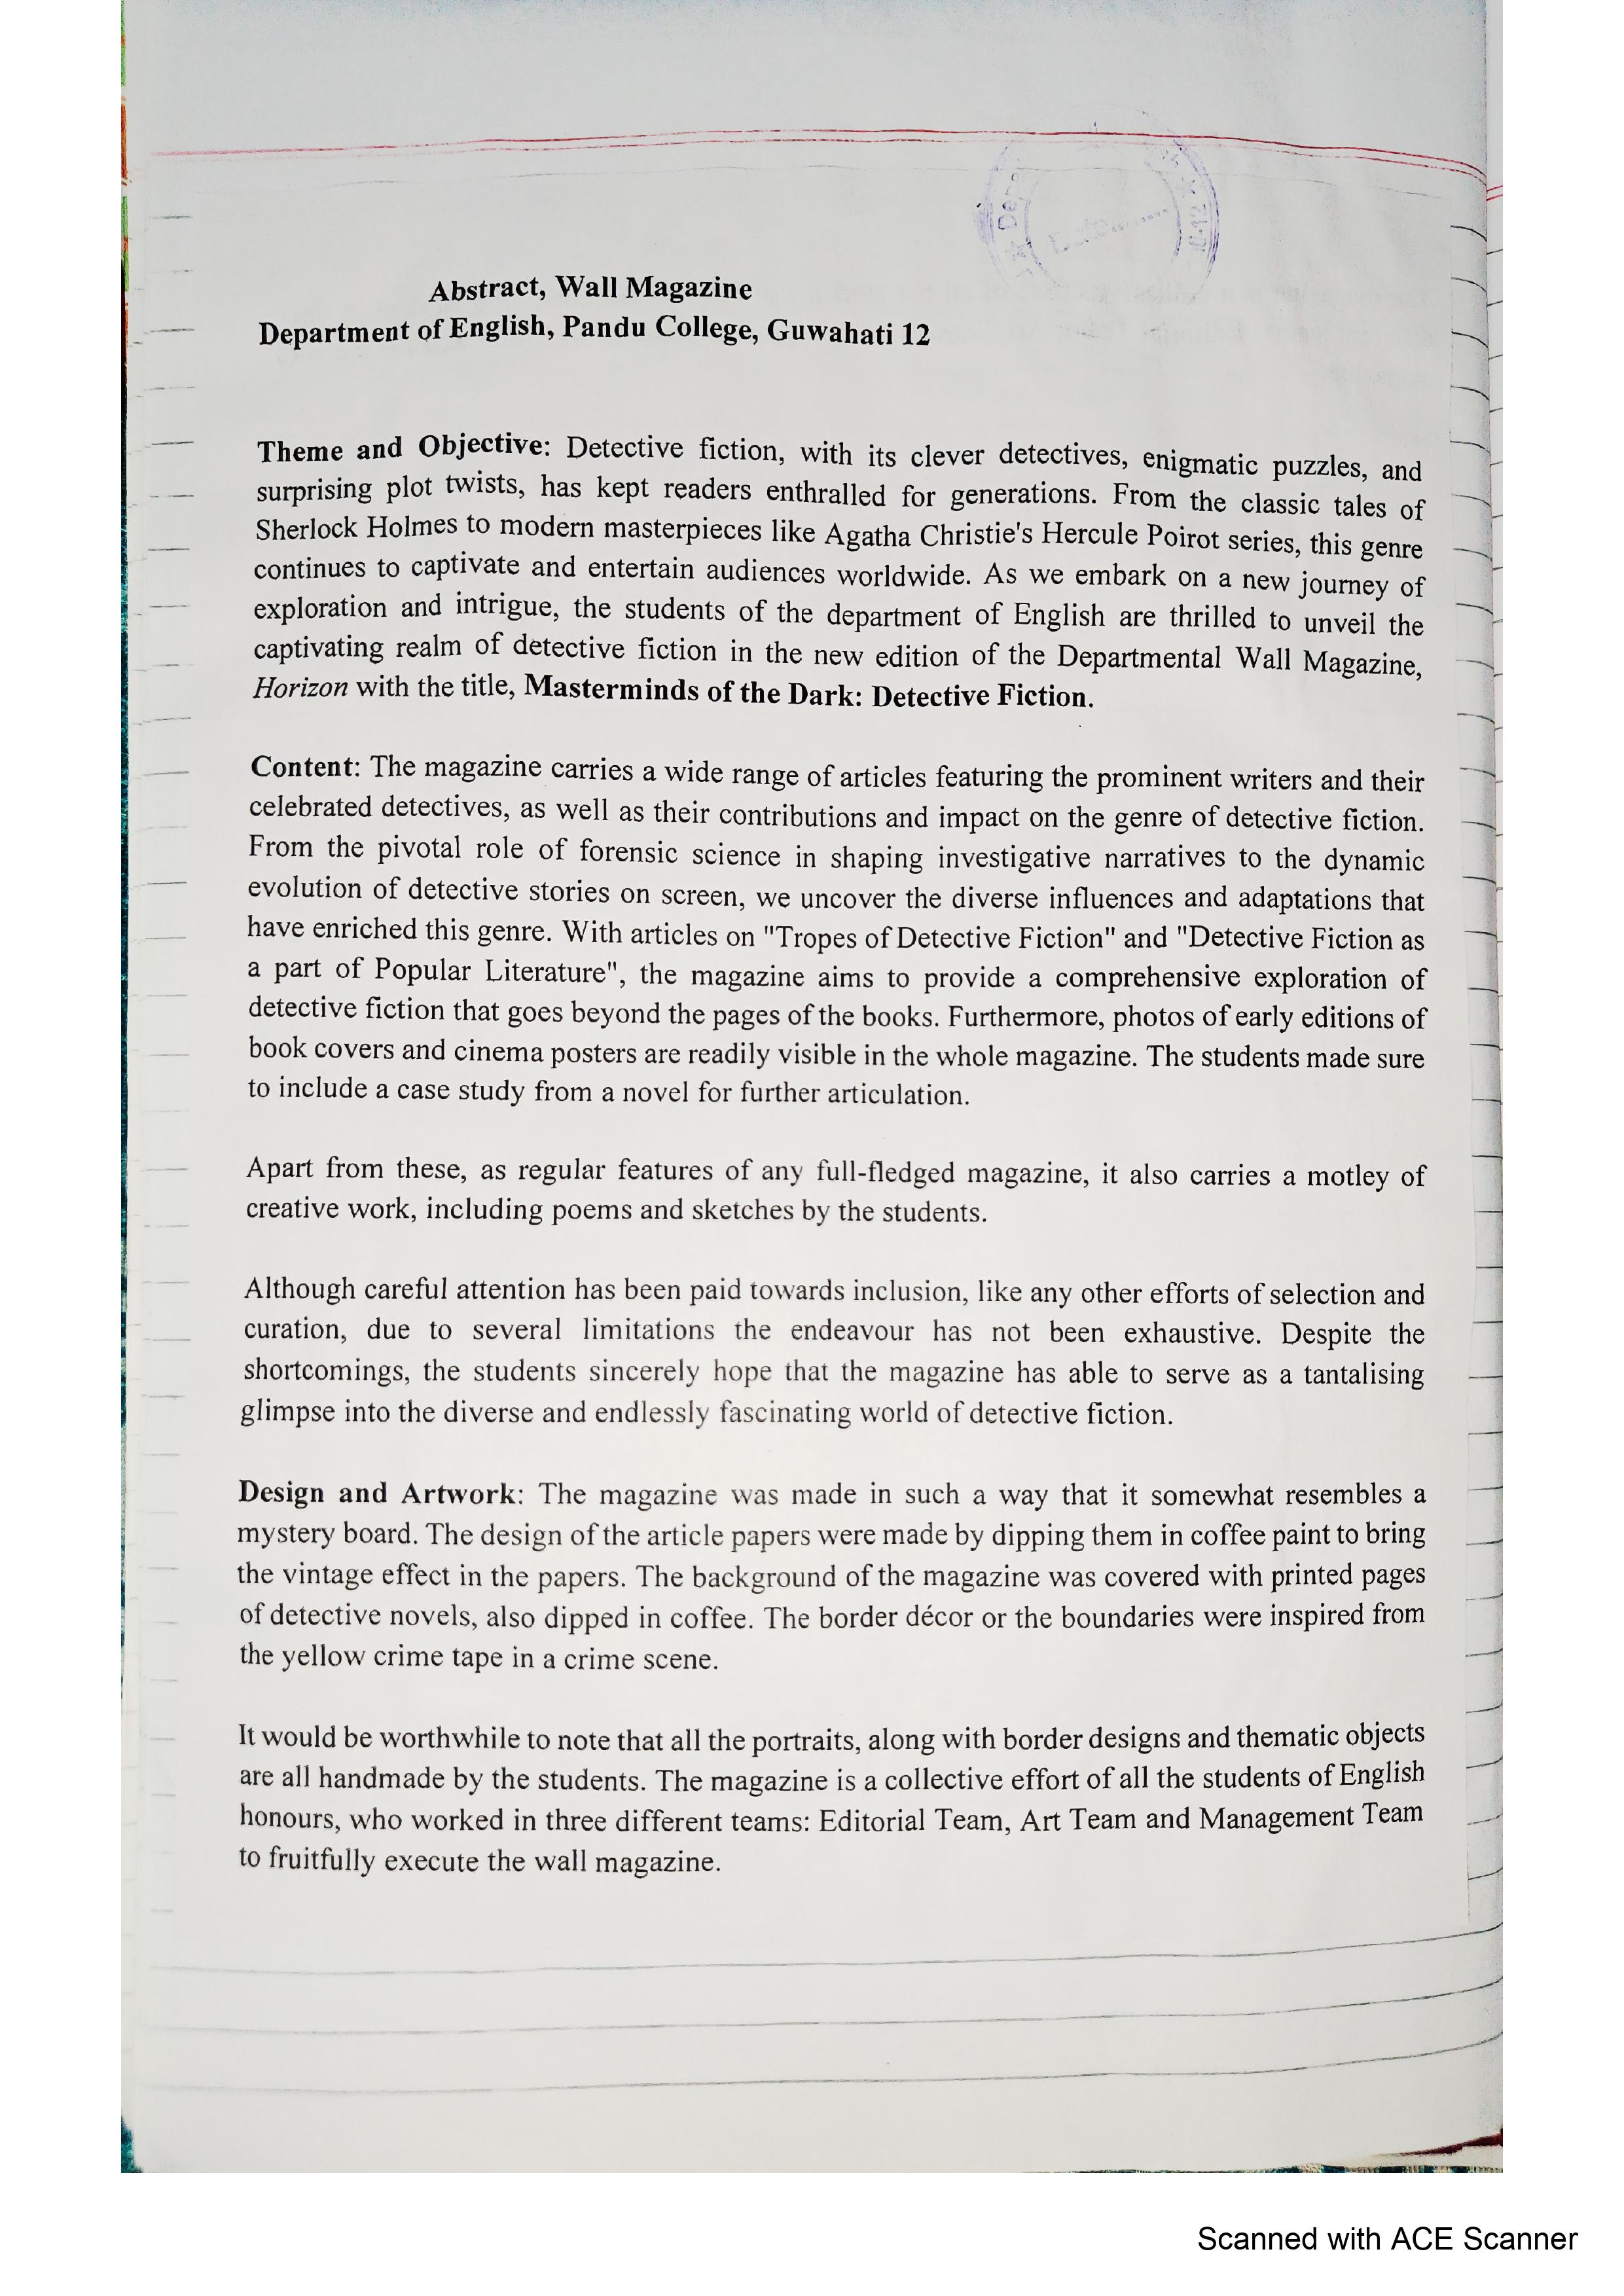 Abstract, Wall Magazine
Department of English, Pandu College, Guwahati 12
Theme and Objective: Detective fiction, with its clever detectives, enigmatic puzzles, and
surprising plot twists, has kept readers enthralled for generations. From the classic tales of
Sherlock Holmes to modern masterpieces like Agatha Christie's Hercule Poirot series, this genre
continues to captivate and entertain audiences worldwide. As we embark on a new journey of
exploration and intrigue, the students of the department of English are thrilled to unveil the
captivating realm of detective fiction in the new edition of the Departmental Wall Magazine,
Horizon with the title, Masterminds of the Dark: Detective Fiction.
Content: The magazine carries a wide range of articles featuring the prominent writers and their
celebrated detectives, as well as their contributions and impact on the genre of detective fiction.
From the pivotal role of forensic science in shaping investigative narratives to the dynamic
evolution of detective stories on screen, we uncover the diverse influences and adaptations that
have enriched this genre. With articles on "Tropes of Detective Fiction" and "Detective Fiction as
a part of Popular Literature", the magazine aims to provide a comprehensive exploration of
detective fiction that goes beyond the pages of the books. Furthermore, photos of early editions of
book covers and cinema posters are readily visible in the whole magazine. The students made sure
to include a case study from a novel for further articulation.
Apart from these, as regular features of any full-fledged magazine, it also carries a motley of
creative work, including poems and sketches by the students.
Although careful attention has been paid towards inclusion, like any other efforts of selection and
curation, due to several limitations the endeavour has not been exhaustive. Despite the
shortcomings, the students sincerely hope that the magazine has able to serve as a tantalising
glimpse into the diverse and endlessly fascinating world of detective fiction.
Design and Artwork: The magazine was made in such a way that it somewhat resembles a
mystery board. The design of the article papers were made by dipping them in coffee paint to bring
the vintage effect in the papers. The background of the magazine was covered with printed pages
of detective novels, also dipped in coffee. The border décor or the boundaries were inspired from
the yellow crime tape in a crime scene.
It would be worthwhile to note that all the portraits, along with border designs and thematic objects
are all handmade by the students. The magazine is a collective effort of all the students of English
honours, who worked in three different teams: Editorial Team, Art Team and Management Team
to fruitfully execute the wall magazine.
Scanned with ACE Scanner